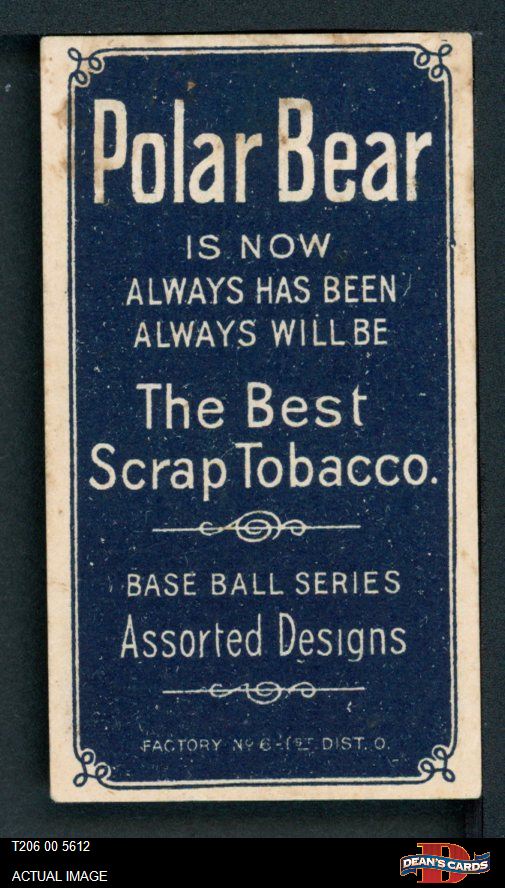 Polar Bear
IS NOW
ALWAYS HAS BEEN
ALWAYS WILL BE
The Best
Scrap Tobacco.
BASE BALL SERIES
Assorted Designs
FACTORY Nº 6-1ST DIST. O.
T206 00 5612
ACTUAL IMAGE
D
DEAN'S CARDS